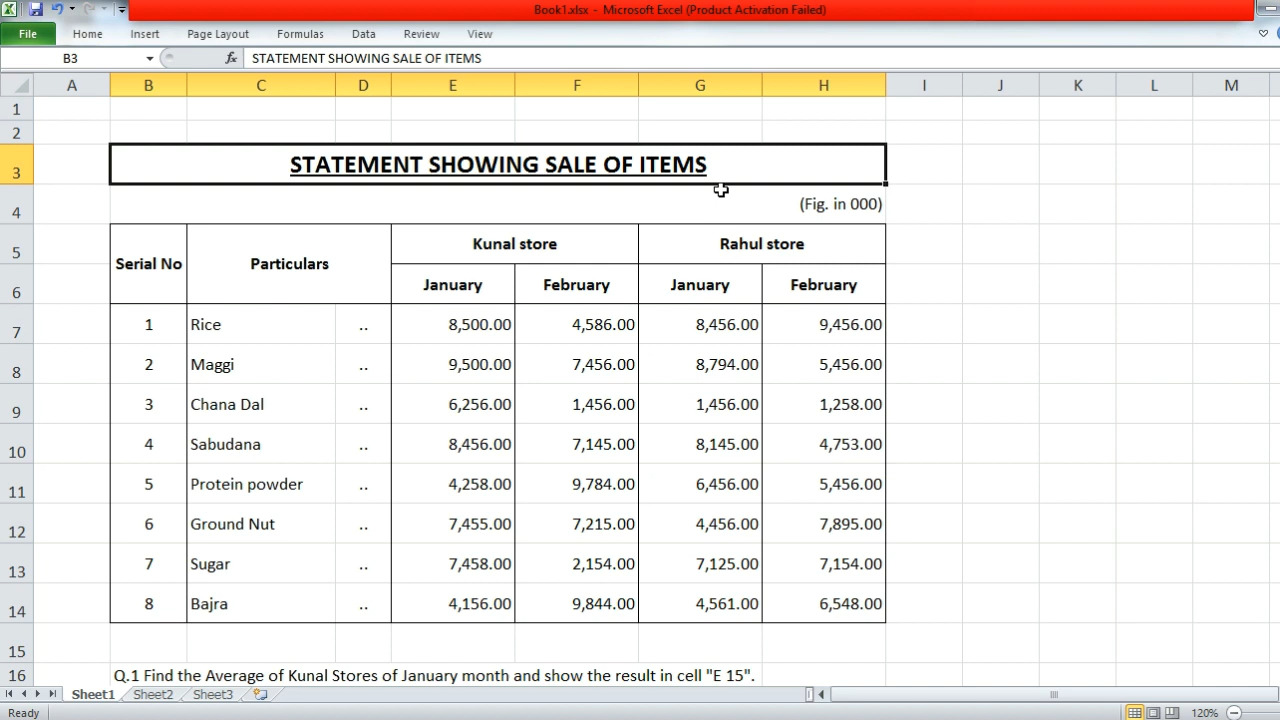 Book1.xlsx - Microsoft Excel (Product Activation Failed)
File Home Insert Page Layout Formulas Data Review View
B3 fx STATEMENT SHOWING SALE OF ITEMS
A B C D E F G H I J K L M
1
2
3 STATEMENT SHOWING SALE OF ITEMS
4 (Fig. in 000)
5 Serial No Particulars Kunal store Rahul store
6 January February January February
7 1 Rice .. 8,500.00 4,586.00 8,456.00 9,456.00
8 2 Maggi .. 9,500.00 7,456.00 8,794.00 5,456.00
9 3 Chana Dal .. 6,256.00 1,456.00 1,456.00 1,258.00
10 4 Sabudana .. 8,456.00 7,145.00 8,145.00 4,753.00
11 5 Protein powder .. 4,258.00 9,784.00 6,456.00 5,456.00
12 6 Ground Nut .. 7,455.00 7,215.00 4,456.00 7,895.00
13 7 Sugar .. 7,458.00 2,154.00 7,125.00 7,154.00
14 8 Bajra .. 4,156.00 9,844.00 4,561.00 6,548.00
15
16 Q.1 Find the Average of Kunal Stores of January month and show the result in cell "E 15".
Sheet1 Sheet2 Sheet3
Ready 120%